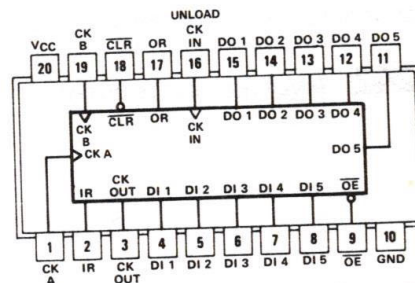 UNLOAD
VCC CK B CLR OR CK IN DO 1 DO 2 DO 3 DO 4 DO 5
20 19 18 17 16 15 14 13 12 11
CK B CLR OR CK IN DO 1 DO 2 DO 3 DO 4
CK A
DO 5
IR CK OUT DI 1 DI 2 DI 3 DI 4 DI 5 OE
1 2 3 4 5 6 7 8 9 10
CK A IR CK OUT DI 1 DI 2 DI 3 DI 4 DI 5 OE GND